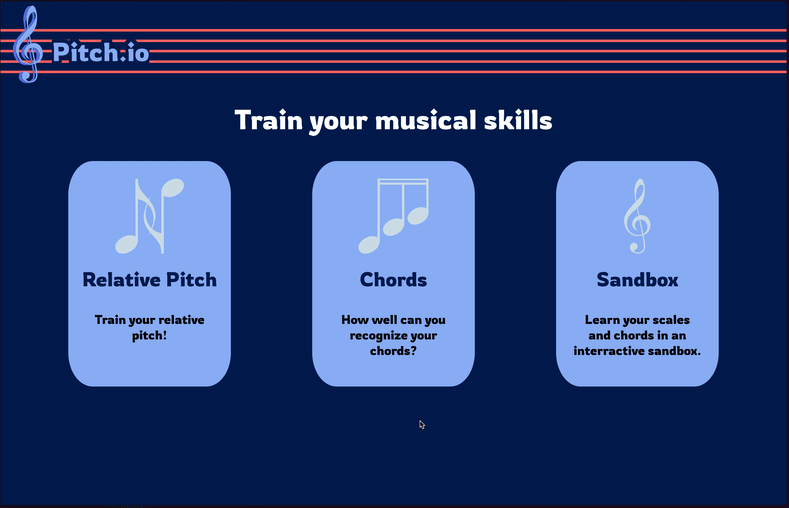 Pitch.io
Train your musical skills
Relative Pitch
Train your relative
pitch!
Chords
How well can you
recognize your
chords?
Sandbox
Learn your scales
and chords in an
interractive sandbox.